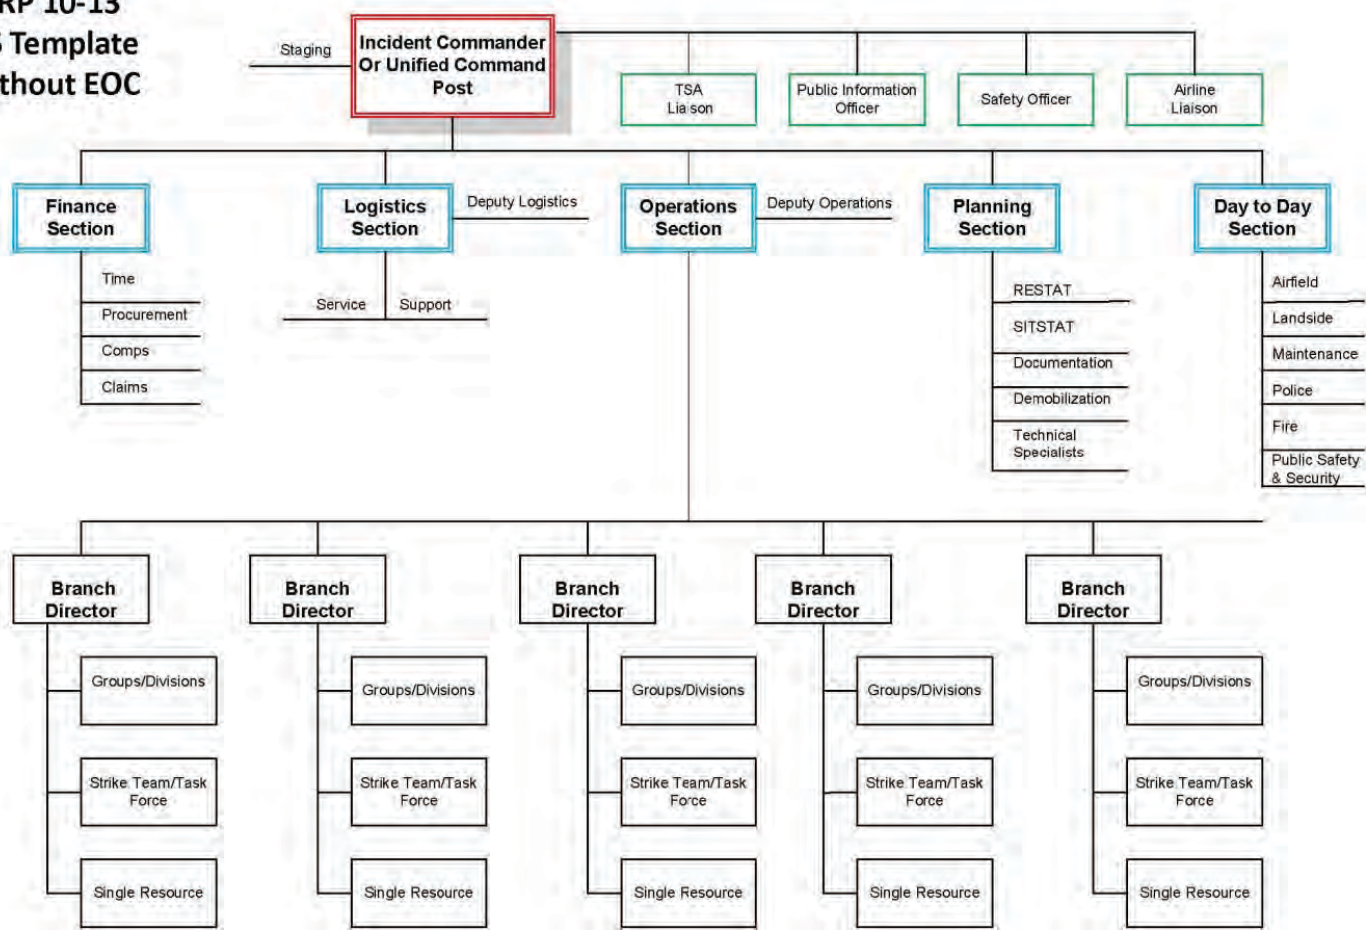 RP 10-13
Template
thout EOC
Staging
Incident Commander
Or Unified Command
Post
TSA
Liaison
Public Information
Officer
Safety Officer
Airline
Liaison
Finance
Section
Logistics
Section
Deputy Logistics
Operations
Section
Deputy Operations
Planning
Section
Day to Day
Section
Time
Procurement
Comps
Claims
Service
Support
RESTAT
SITSTAT
Documentation
Demobilization
Technical
Specialists
Airfield
Landside
Maintenance
Police
Fire
Public Safety
& Security
Branch
Director
Branch
Director
Branch
Director
Branch
Director
Branch
Director
Groups/Divisions
Groups/Divisions
Groups/Divisions
Groups/Divisions
Groups/Divisions
Strike Team/Task
Force
Strike Team/Task
Force
Strike Team/Task
Force
Strike Team/Task
Force
Strike Team/Task
Force
Single Resource
Single Resource
Single Resource
Single Resource
Single Resource